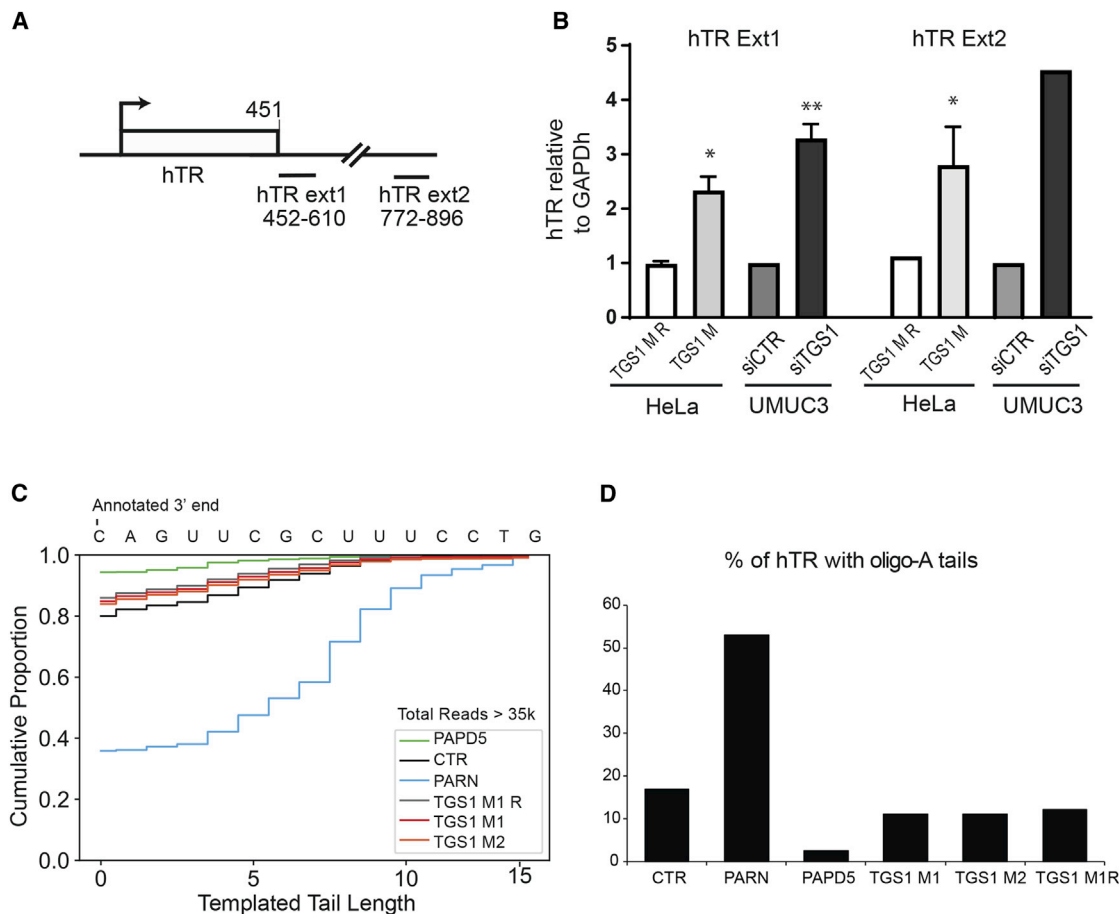 A
451
hTR
hTR ext1
452-610
hTR ext2
772-896
B
hTR Ext1
hTR Ext2
hTR relative
to GAPDh
5
4
3
2
1
0
*
**
*
TGS1 M R
TGS1 M
siCTR
siTGS1
TGS1 M R
TGS1 M
siCTR
siTGS1
HeLa
UMUC3
HeLa
UMUC3
C
Annotated 3' end
C A G U U C G C U U U C C T G
Cumulative Proportion
1.0
0.8
0.6
0.4
0.2
0.0
Total Reads > 35k
PAPD5
CTR
PARN
TGS1 M1 R
TGS1 M1
TGS1 M2
0 5 10 15
Templated Tail Length
D
% of hTR with oligo-A tails
60
50
40
30
20
10
0
CTR PARN PAPD5 TGS1 M1 TGS1 M2 TGS1 M1R